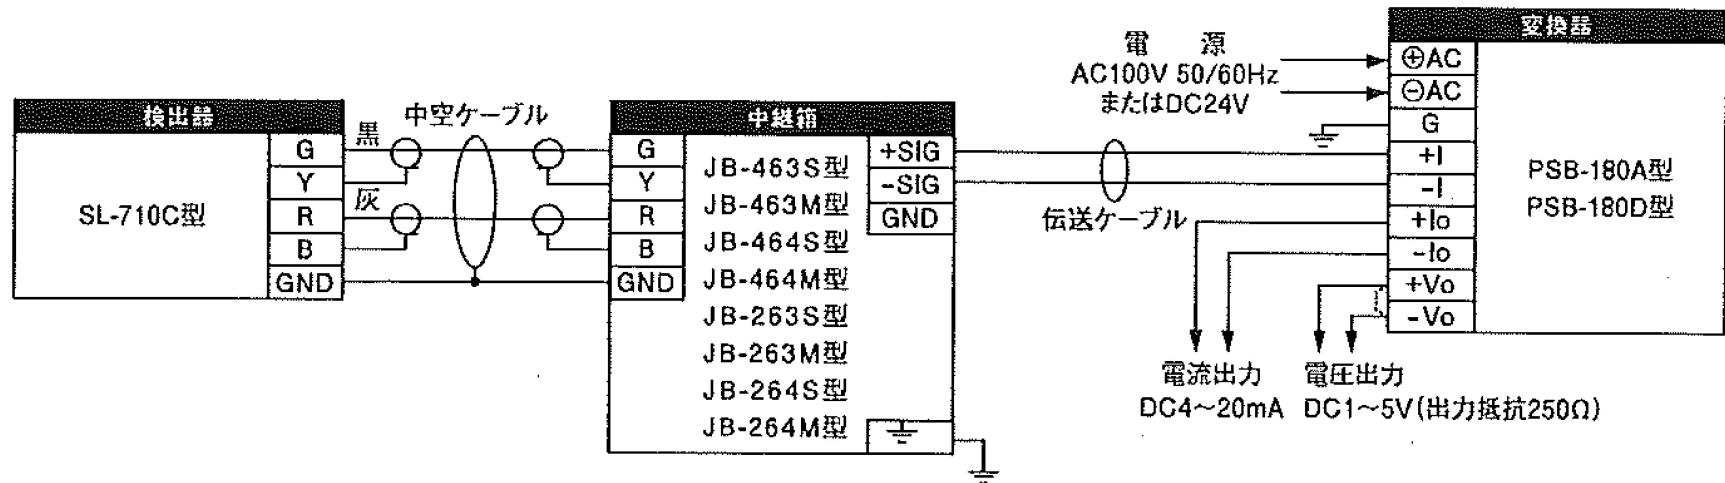 検出器
SL-710C型
G
Y
R
B
GND
黒
灰
中空ケーブル
中継箱
G
Y
R
B
GND
JB-463S型
JB-463M型
JB-464S型
JB-464M型
JB-263S型
JB-263M型
JB-264S型
JB-264M型
+SIG
-SIG
GND
伝送ケーブル
電 源
AC100V 50/60Hz
またはDC24V
変換器
⊕AC
⊖AC
G
+I
-I
+Io
-Io
+Vo
-Vo
PSB-180A型
PSB-180D型
電流出力
DC4～20mA
電圧出力
DC1～5V(出力抵抗250Ω)